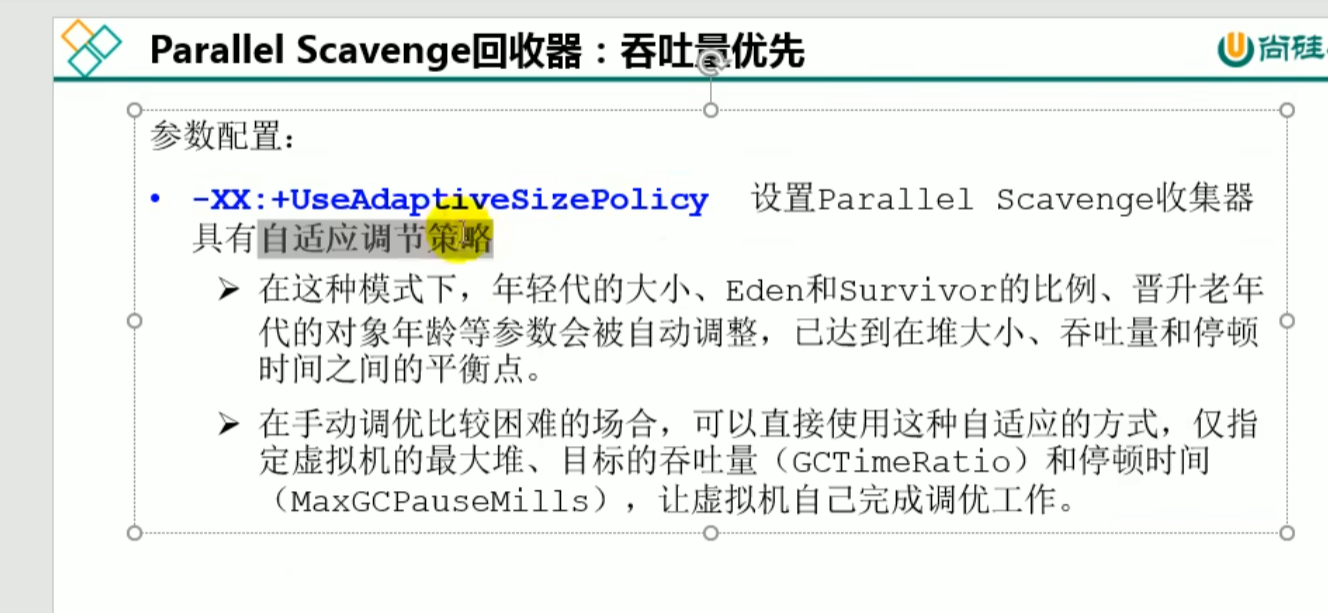 Parallel Scavenge回收器：吞吐量优先
尚硅
参数配置：
• -XX:+UseAdaptiveSizePolicy 设置Parallel Scavenge收集器
具有自适应调节策略
➢ 在这种模式下，年轻代的大小、Eden和Survivor的比例、晋升老年
代的对象年龄等参数会被自动调整，已达到在堆大小、吞吐量和停顿
时间之间的平衡点。
➢ 在手动调优比较困难的场合，可以直接使用这种自适应的方式，仅指
定虚拟机的最大堆、目标的吞吐量（GCTimeRatio）和停顿时间
（MaxGCPauseMills），让虚拟机自己完成调优工作。